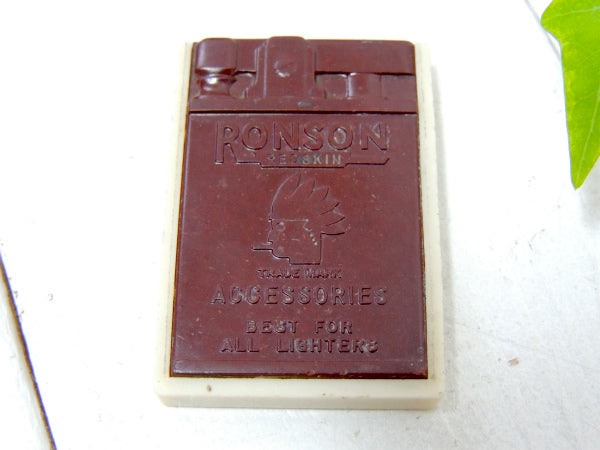 RONSON
REDSKIN
TRADE MARK
ACCESSORIES
BEST FOR
ALL LIGHTERS